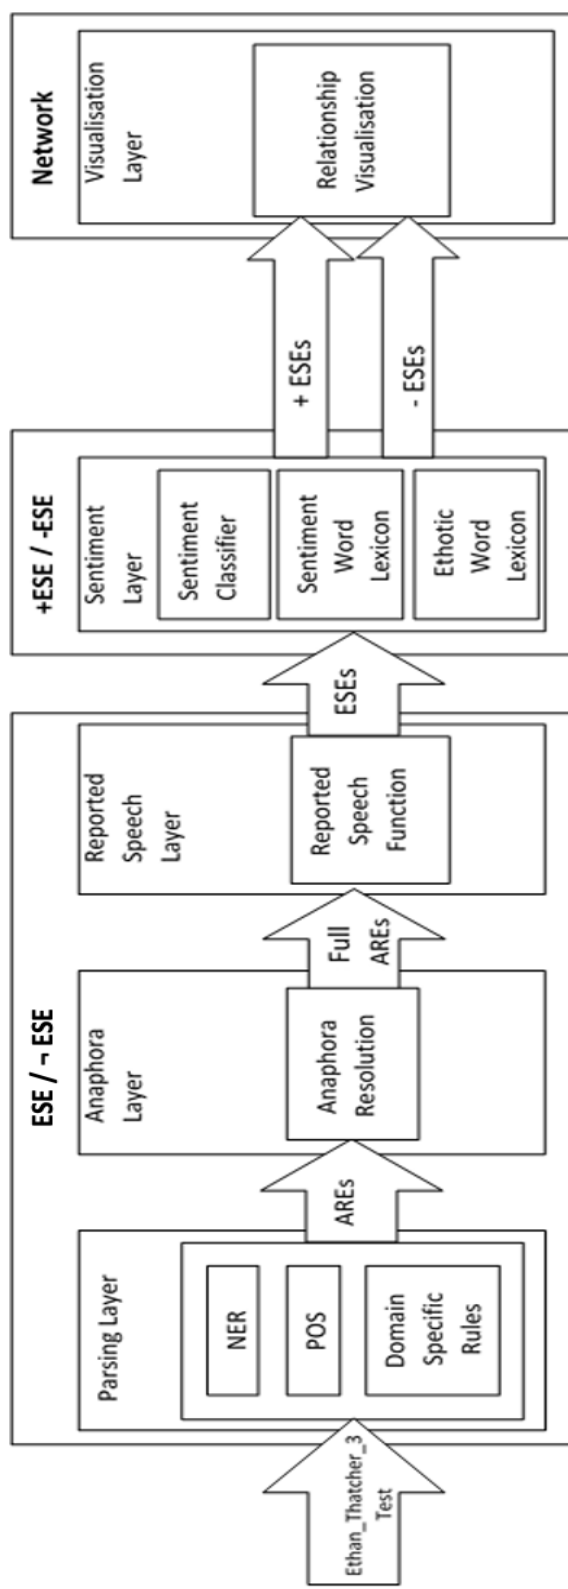 Ethan_Thatcher_3
Test
ESE / ¬ ESE
Parsing Layer
NER
POS
Domain
Specific
Rules
AREs
Anaphora
Layer
Anaphora
Resolution
Full
AREs
Reported
Speech
Layer
Reported
Speech
Function
ESEs
+ESE / -ESE
Sentiment
Layer
Sentiment
Classifier
Sentiment
Word
Lexicon
Ethotic
Word
Lexicon
+ ESEs
- ESEs
Network
Visualisation
Layer
Relationship
Visualisation